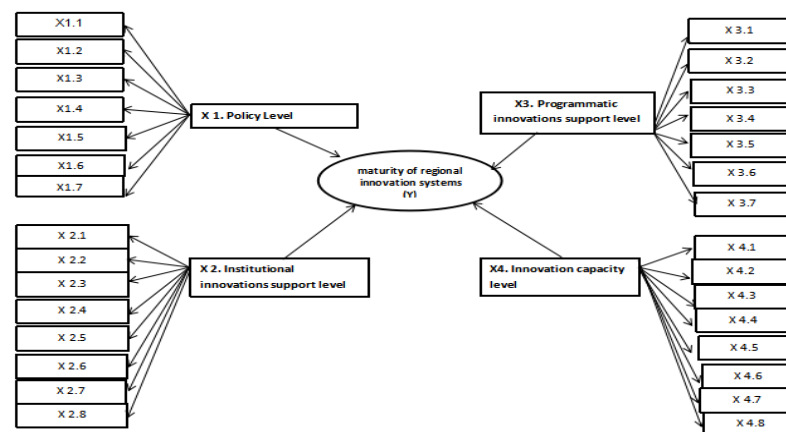 X1.1
X1.2
X1.3
X1.4
X1.5
X1.6
X1.7
X 1. Policy Level
X 2.1
X 2.2
X 2.3
X 2.4
X 2.5
X 2.6
X 2.7
X 2.8
X 2. Institutional
innovations support level
maturity of regional
innovation systems
(Y)
X3. Programmatic
innovations support level
X 3.1
X 3.2
X 3.3
X 3.4
X 3.5
X 3.6
X 3.7
X4. Innovation capacity
level
X 4.1
X 4.2
X 4.3
X 4.4
X 4.5
X 4.6
X 4.7
X 4.8